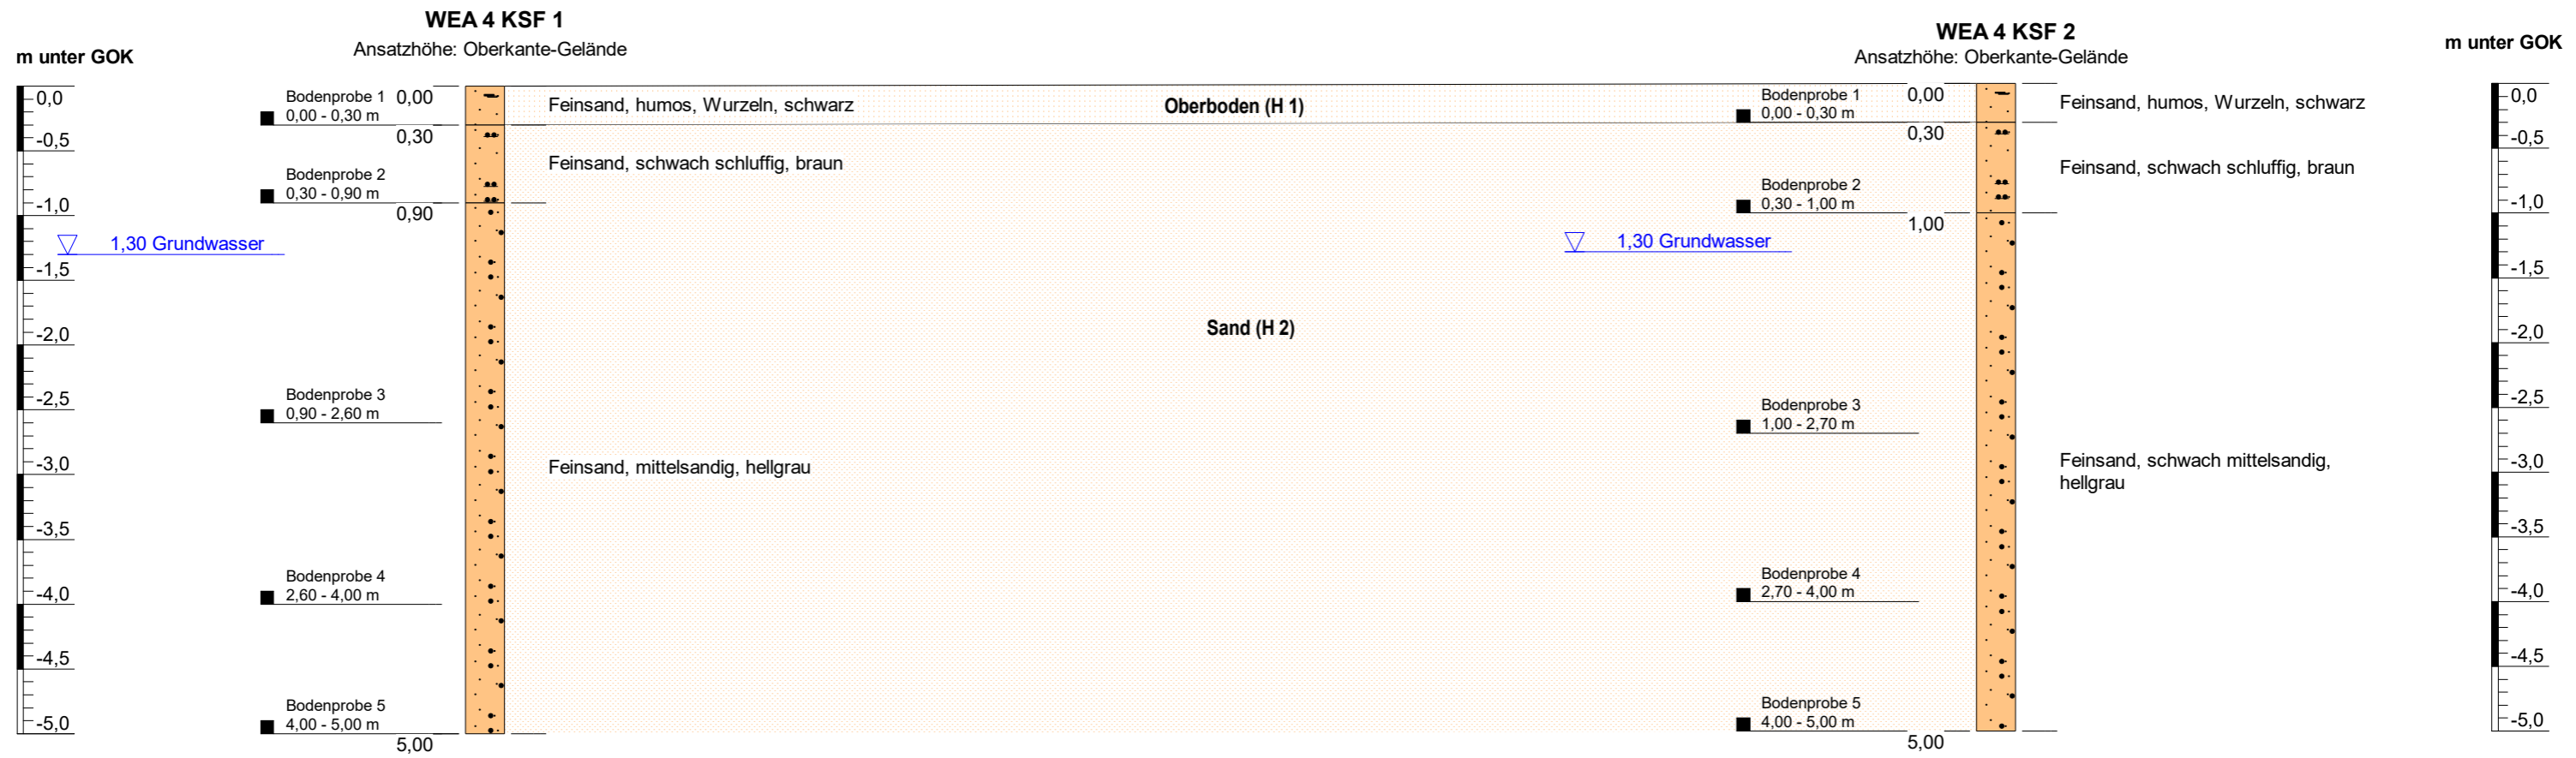 WEA 4 KSF 1
Ansatzhöhe: Oberkante-Gelände
m unter GOK
0,0
-0,5
-1,0
-1,5
-2,0
-2,5
-3,0
-3,5
-4,0
-4,5
-5,0
1,30 Grundwasser
Bodenprobe 1
0,00 - 0,30 m
Bodenprobe 2
0,30 - 0,90 m
Bodenprobe 3
0,90 - 2,60 m
Bodenprobe 4
2,60 - 4,00 m
Bodenprobe 5
4,00 - 5,00 m
0,00
0,30
0,90
5,00
Feinsand, humos, Wurzeln, schwarz
Feinsand, schwach schluffig, braun
Feinsand, mittelsandig, hellgrau
Oberboden (H 1)
Sand (H 2)
WEA 4 KSF 2
Ansatzhöhe: Oberkante-Gelände
1,30 Grundwasser
Bodenprobe 1
0,00 - 0,30 m
Bodenprobe 2
0,30 - 1,00 m
Bodenprobe 3
1,00 - 2,70 m
Bodenprobe 4
2,70 - 4,00 m
Bodenprobe 5
4,00 - 5,00 m
0,00
0,30
1,00
5,00
Feinsand, humos, Wurzeln, schwarz
Feinsand, schwach schluffig, braun
Feinsand, schwach mittelsandig,
hellgrau
m unter GOK
0,0
-0,5
-1,0
-1,5
-2,0
-2,5
-3,0
-3,5
-4,0
-4,5
-5,0